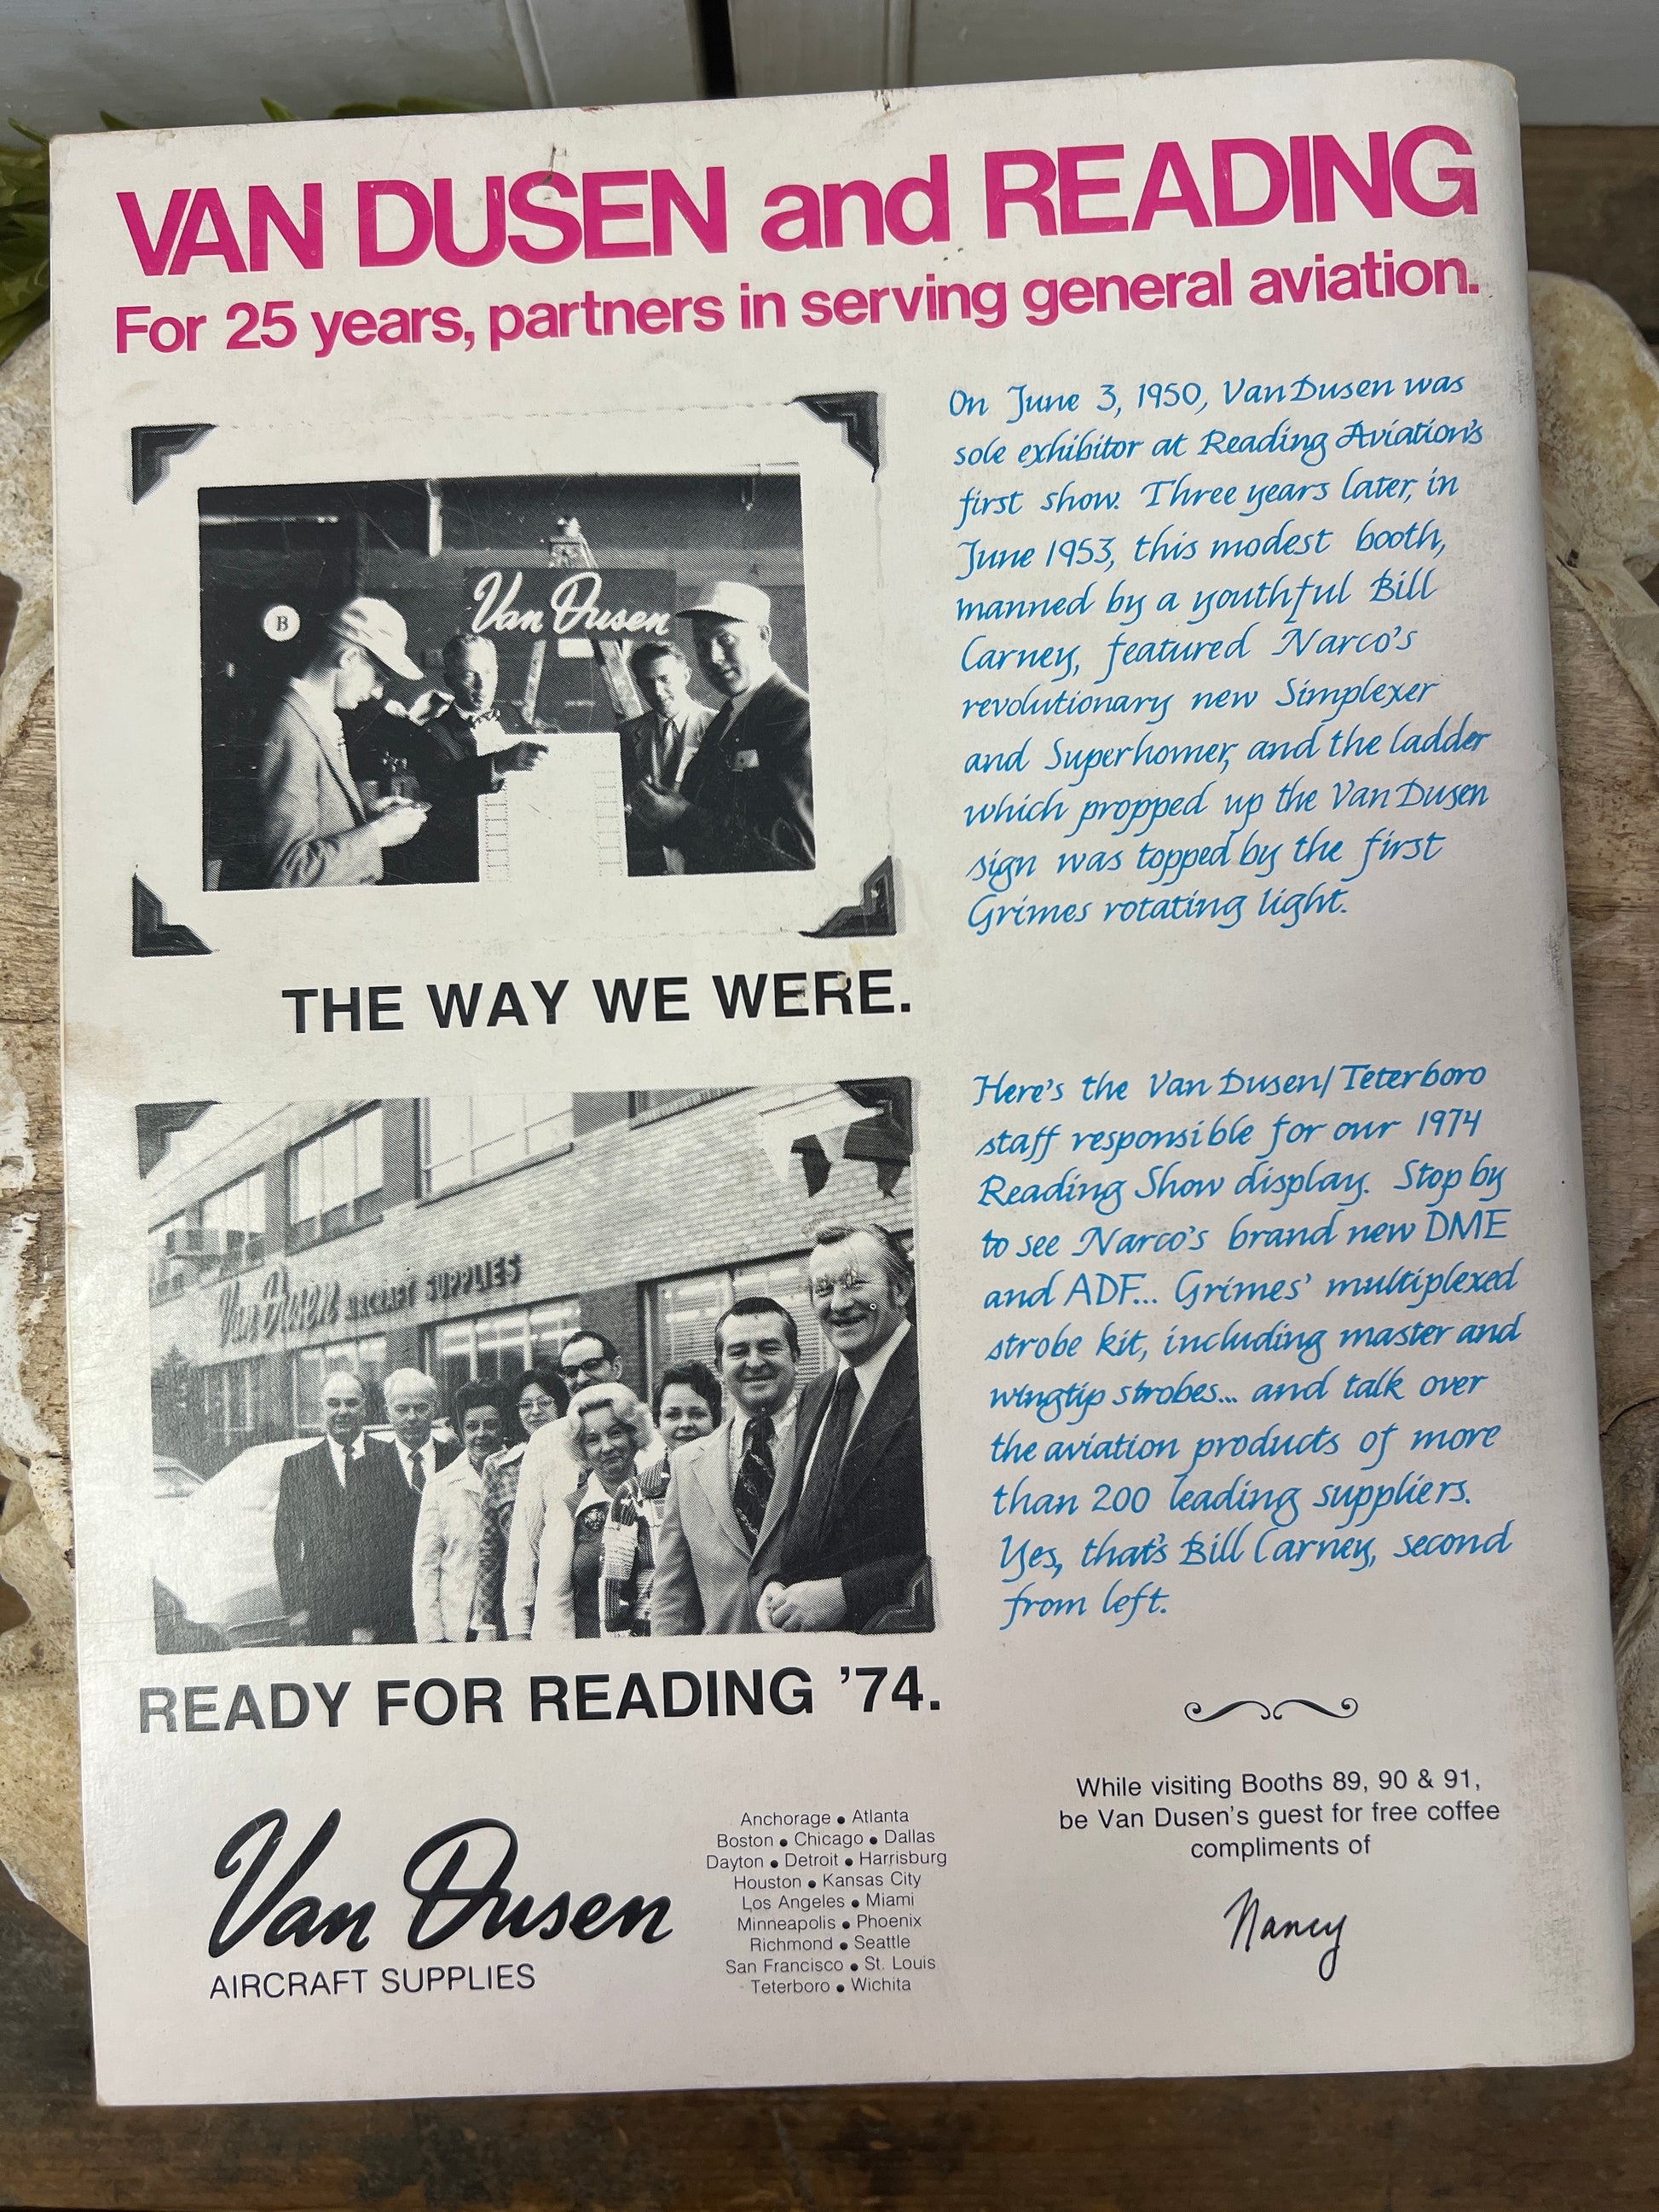 VAN DUSEN and READING
For 25 years, partners in serving general aviation.
B
Van Dusen
On June 3, 1950, Van Dusen was
sole exhibitor at Reading Aviation's
first show. Three years later, in
June 1953, this modest booth,
manned by a youthful Bill
Carney, featured Narco's
revolutionary new Simplexer
and Superhomer, and the ladder
which propped up the Van Dusen
sign was topped by the first
Grimes rotating light.
THE WAY WE WERE.
Van Dusen AIRCRAFT SUPPLIES
Here's the Van Dusen/Teterboro
staff responsible for our 1974
Reading Show display. Stop by
to see Narco's brand new DME
and ADF... Grimes' multiplexed
strobe kit, including master and
wingtip strobes... and talk over
the aviation products of more
than 200 leading suppliers.
Yes, that's Bill Carney, second
from left.
READY FOR READING '74.
Van Dusen
AIRCRAFT SUPPLIES
Anchorage • Atlanta
Boston • Chicago • Dallas
Dayton • Detroit • Harrisburg
Houston • Kansas City
Los Angeles • Miami
Minneapolis • Phoenix
Richmond • Seattle
San Francisco • St. Louis
Teterboro • Wichita
While visiting Booths 89, 90 & 91,
be Van Dusen's guest for free coffee
compliments of
Nancy